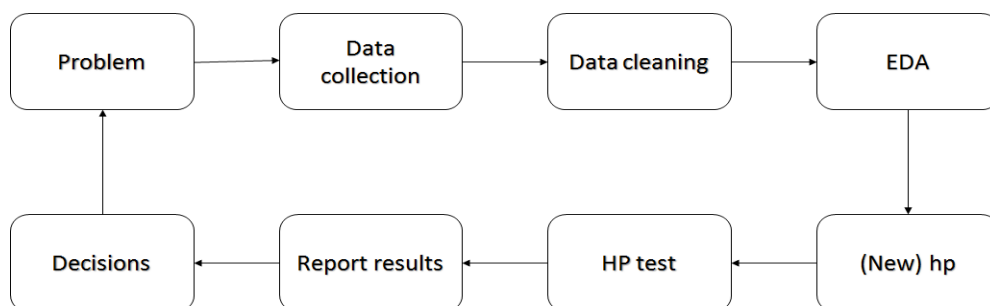 Problem
Data
collection
Data cleaning
EDA
Decisions
Report results
HP test
(New) hp